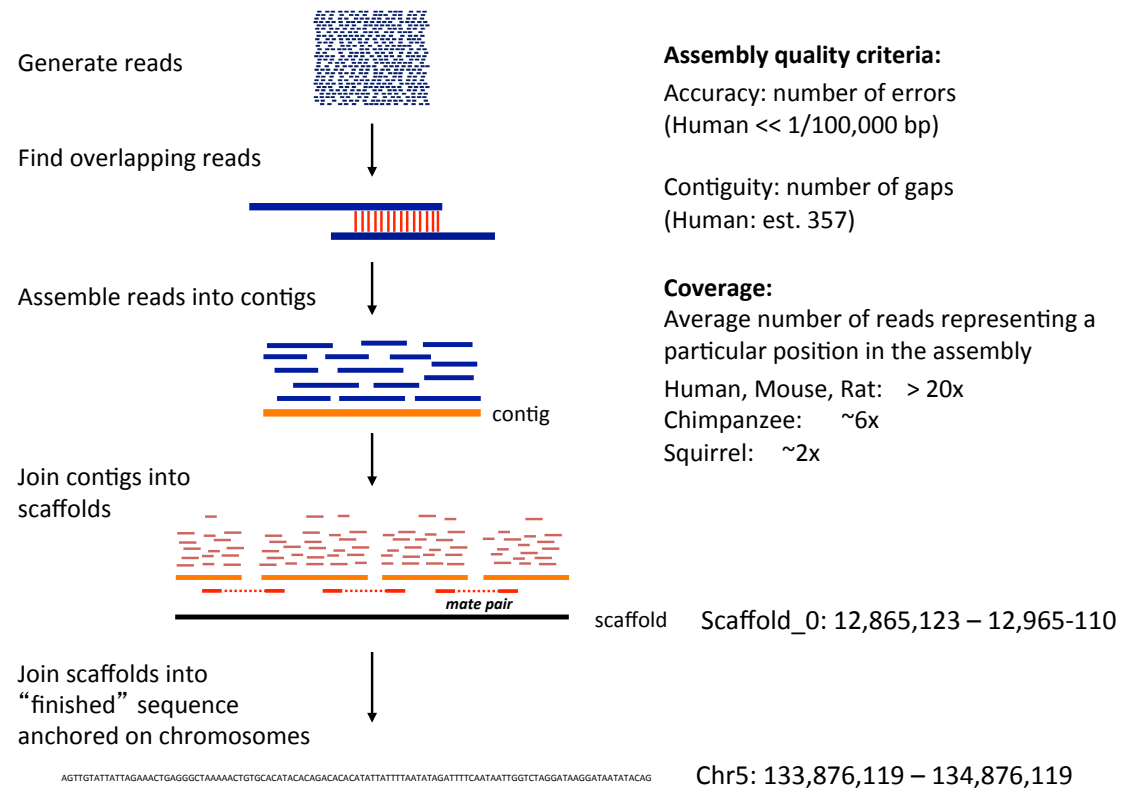 Generate reads
Find overlapping reads
Assemble reads into contigs
contig
Join contigs into
scaffolds
mate pair
scaffold
Scaffold_0: 12,865,123 – 12,965-110
Join scaffolds into
“finished” sequence
anchored on chromosomes
AGTTGTATTATTAGAAACTGAGGGCTAAAAACTGTGCACATACACAGACACACATATTATTTTAATATAGATTTTCAATAATTGGTCTAGGATAAGGATAATATACAG
Chr5: 133,876,119 – 134,876,119
Assembly quality criteria:
Accuracy: number of errors
(Human << 1/100,000 bp)
Contiguity: number of gaps
(Human: est. 357)
Coverage:
Average number of reads representing a
particular position in the assembly
Human, Mouse, Rat: > 20x
Chimpanzee: ~6x
Squirrel: ~2x